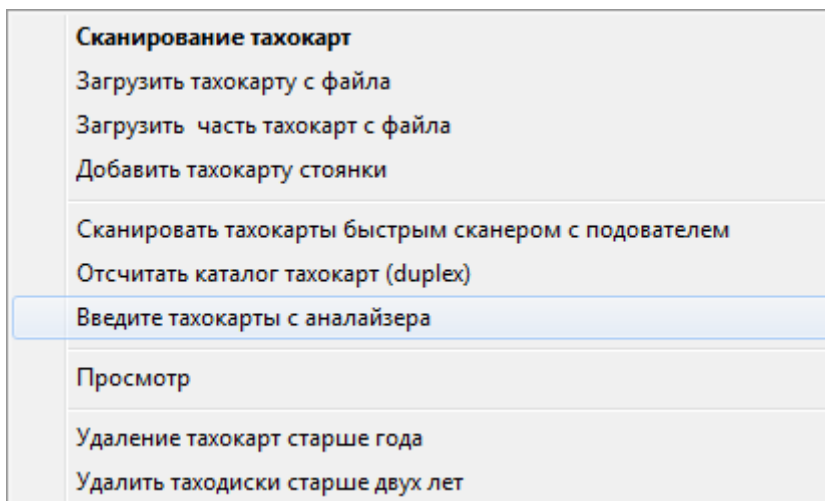 Сканирование тахокарт
Загрузить тахокарту с файла
Загрузить  часть тахокарт с файла
Добавить тахокарту стоянки
Сканировать тахокарты быстрым сканером с подователем
Отсчитать каталог тахокарт (duplex)
Введите тахокарты с аналайзера
Просмотр
Удаление тахокарт старше года
Удалить таходиски старше двух лет